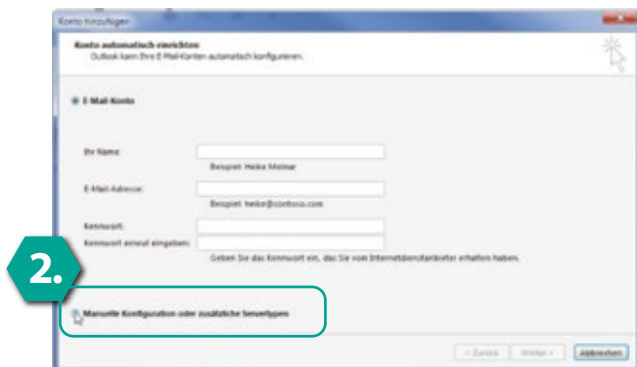 Konto hinzufügen
Konto automatisch einrichten
Outlook kann Ihre E-Mail-Konten automatisch konfigurieren.
E-Mail-Konto
Ihr Name:
Beispiel: Heike Molnar
E-Mail-Adresse:
Beispiel: heike@contoso.com
Kennwort:
Kennwort erneut eingeben:
Geben Sie das Kennwort ein, das Sie vom Internetdienstanbieter erhalten haben.
2.
Manuelle Konfiguration oder zusätzliche Servertypen
< Zurück Weiter > Abbrechen